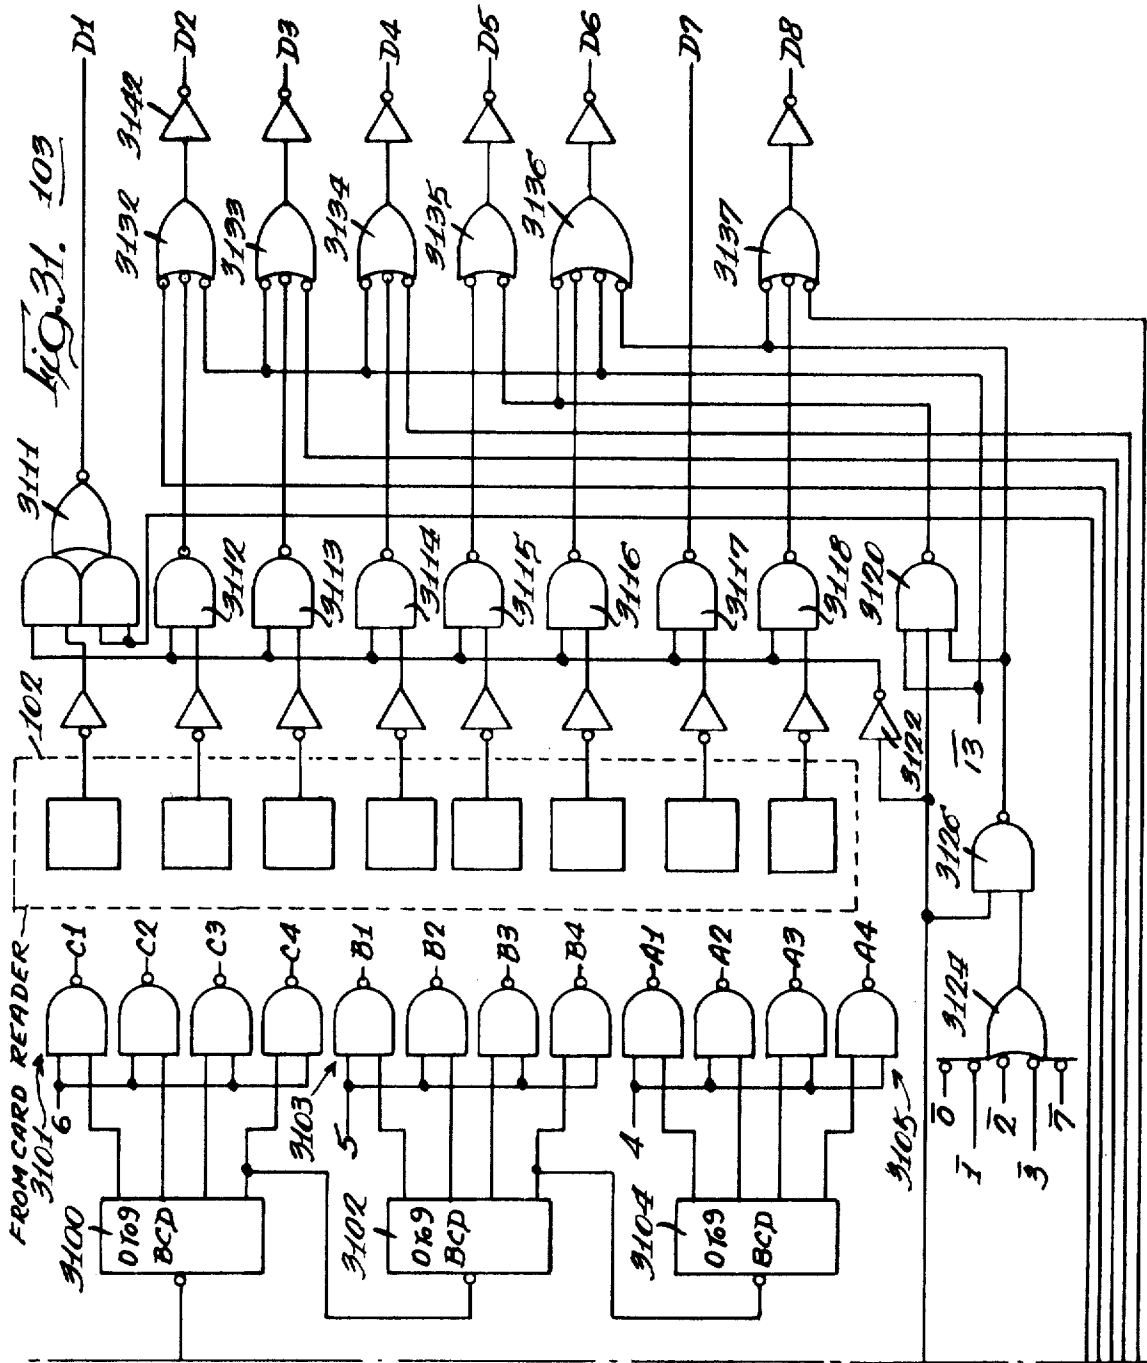 Fig. 31.
103
D1
D2
D3
D4
D5
D6
D7
D8
3142
3132
3133
3134
3135
3136
3137
3111
3112
3113
3114
3115
3116
3117
3118
3120
102
3122
13
3126
3124
FROM CARD READER
3101
6
C1
C2
C3
C4
3103
5
B1
B2
B3
B4
4
A1
A2
A3
A4
3105
3100
0 TO 9
BCD
3102
0 TO 9
BCD
3104
0 TO 9
BCD
0
1
2
3
7